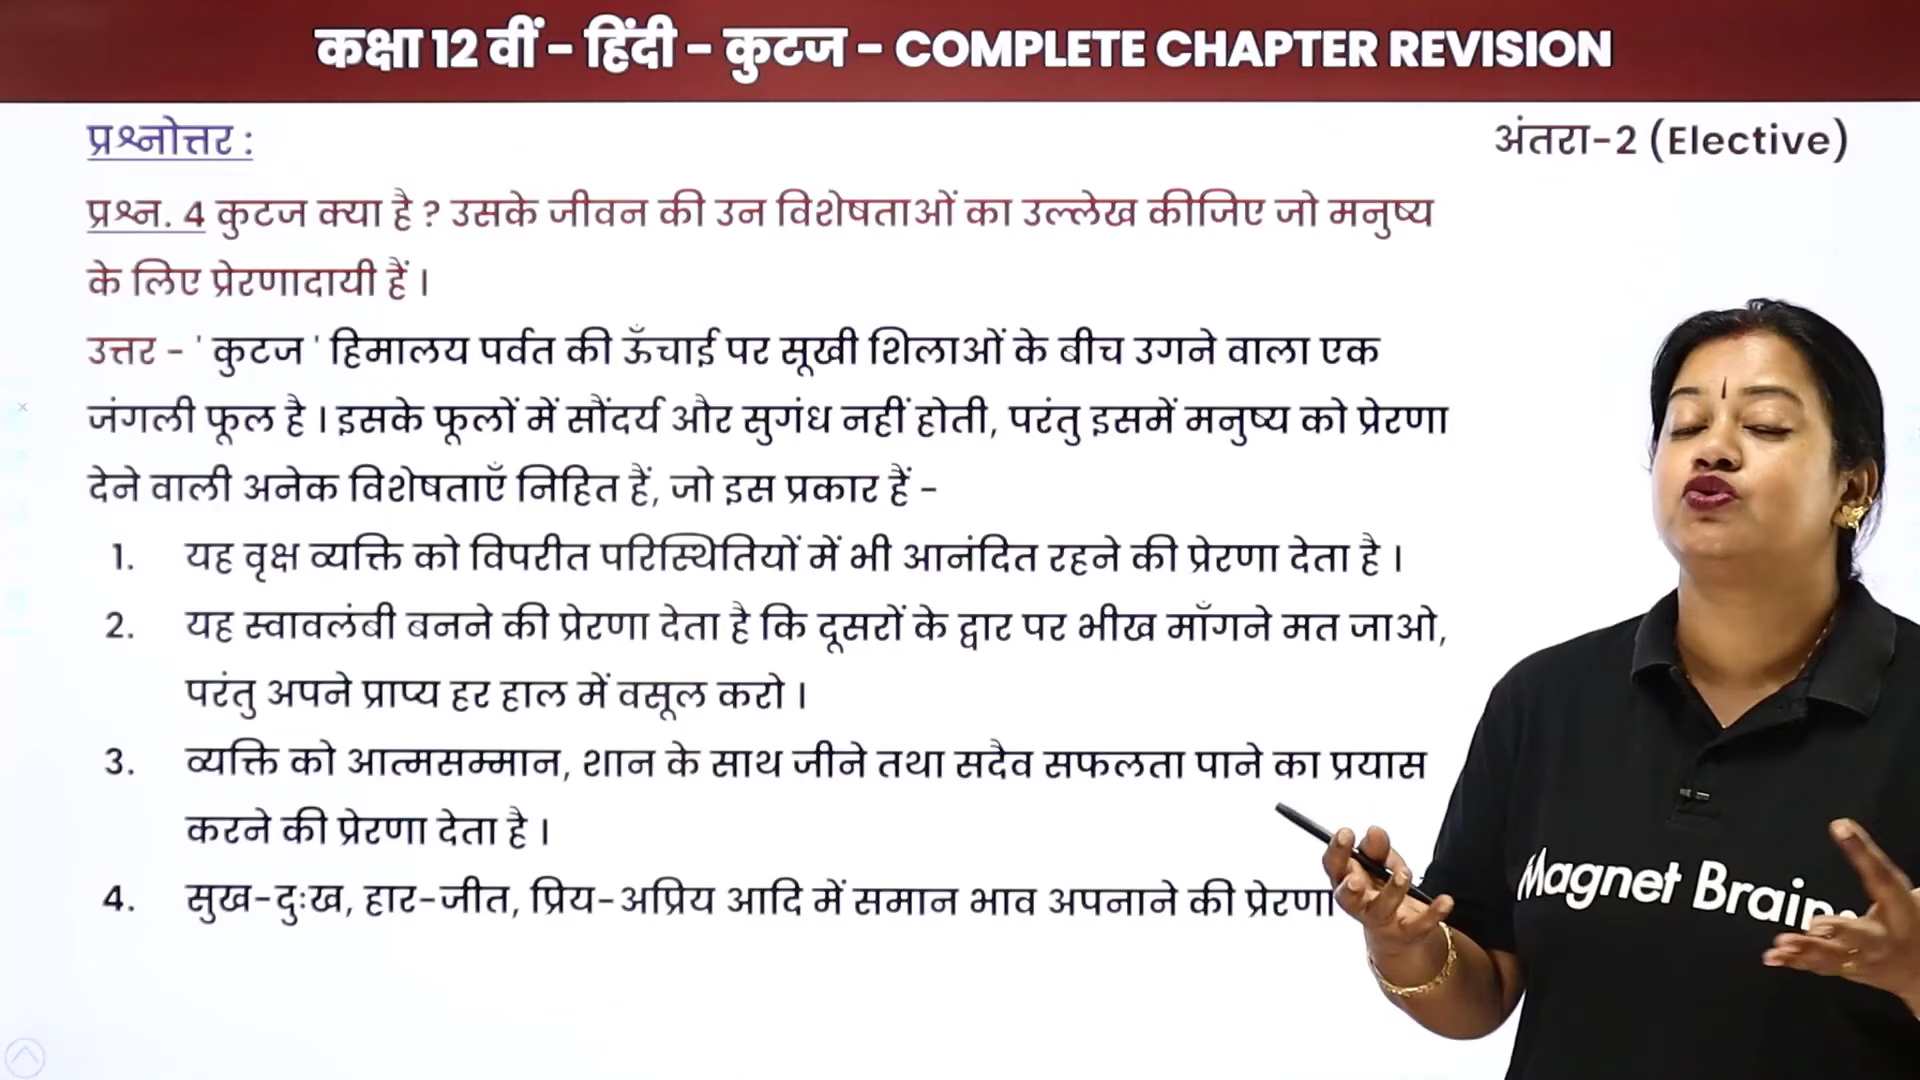 कक्षा 12 वीं - हिंदी - कुटज - COMPLETE CHAPTER REVISION
प्रश्नोत्तर :
अंतरा-2 (Elective)
प्रश्न. 4 कुटज क्या है ? उसके जीवन की उन विशेषताओं का उल्लेख कीजिए जो मनुष्य
के लिए प्रेरणादायी हैं ।
उत्तर - ' कुटज ' हिमालय पर्वत की ऊँचाई पर सूखी शिलाओं के बीच उगने वाला एक
जंगली फूल है । इसके फूलों में सौंदर्य और सुगंध नहीं होती, परंतु इसमें मनुष्य को प्रेरणा
देने वाली अनेक विशेषताएँ निहित हैं, जो इस प्रकार हैं -
1. यह वृक्ष व्यक्ति को विपरीत परिस्थितियों में भी आनंदित रहने की प्रेरणा देता है ।
2. यह स्वावलंबी बनने की प्रेरणा देता है कि दूसरों के द्वार पर भीख माँगने मत जाओ,
परंतु अपने प्राप्य हर हाल में वसूल करो ।
3. व्यक्ति को आत्मसम्मान, शान के साथ जीने तथा सदैव सफलता पाने का प्रयास
करने की प्रेरणा देता है ।
4. सुख-दुःख, हार-जीत, प्रिय-अप्रिय आदि में समान भाव अपनाने की प्रेरणा
Magnet Brains